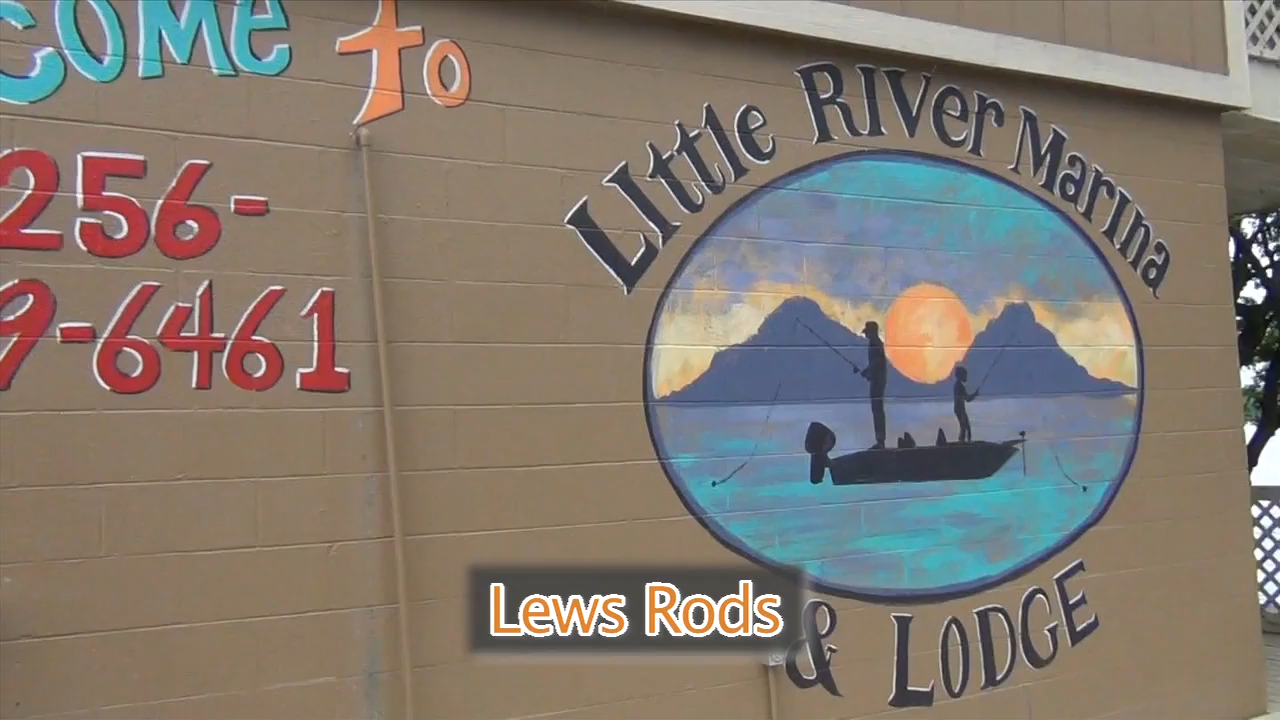 COME to
256-
9-6461
LIttle RIVer MarIna
& LODGE
Lews Rods